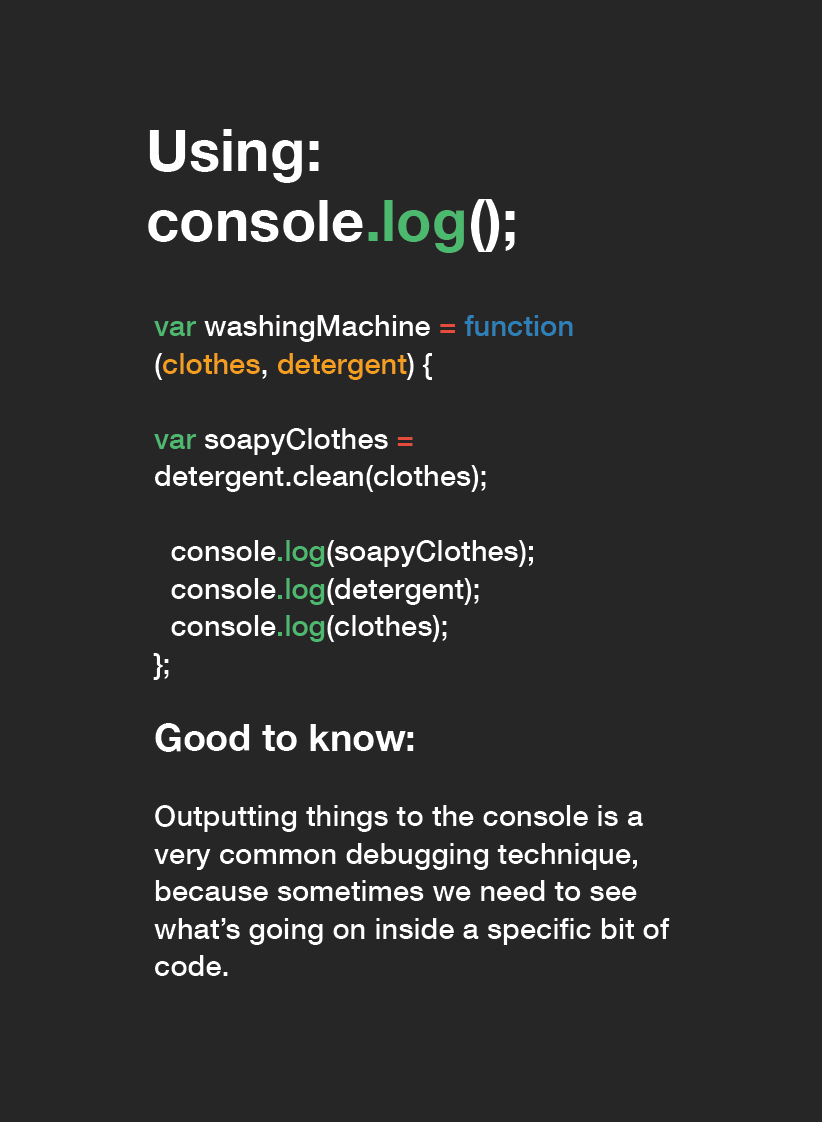 Using:
console.log();
var washingMachine = function
(clothes, detergent) {
var soapyClothes =
detergent.clean(clothes);
console.log(soapyClothes);
console.log(detergent);
console.log(clothes);
};
Good to know:
Outputting things to the console is a
very common debugging technique,
because sometimes we need to see
what’s going on inside a specific bit of
code.